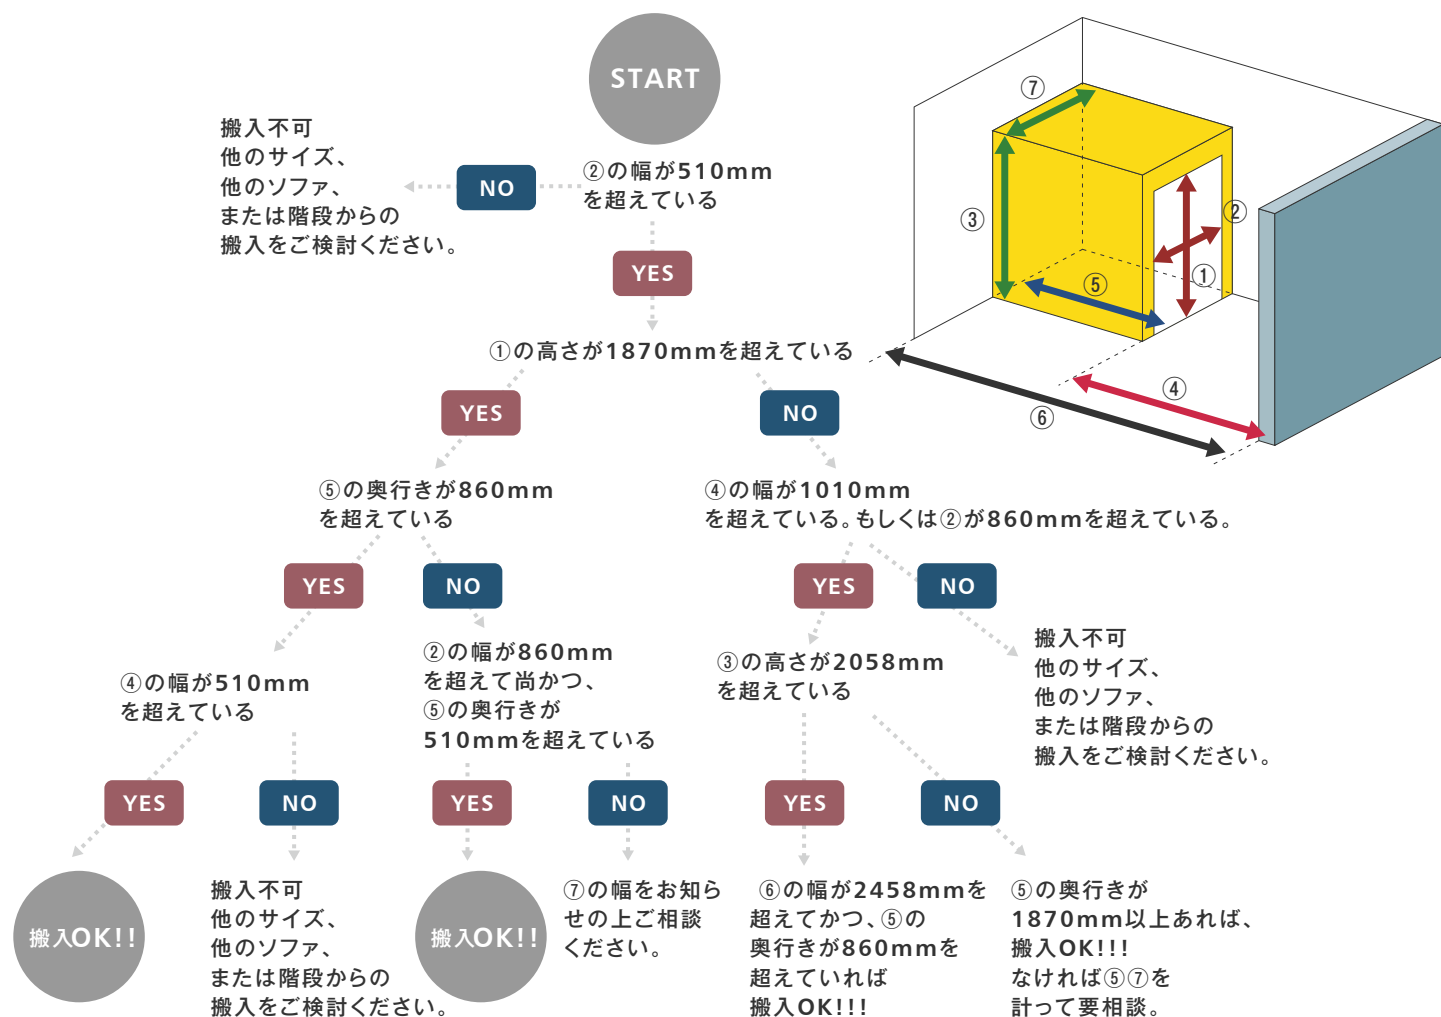 START
②の幅が510mm
を超えている
NO
搬入不可
他のサイズ、
他のソファ、
または階段からの
搬入をご検討ください。
YES
①の高さが1870mmを超えている
YES
NO
⑤の奥行きが860mm
を超えている
④の幅が1010mm
を超えている。もしくは②が860mmを超えている。
YES
NO
YES
NO
④の幅が510mm
を超えている
②の幅が860mm
を超えて尚かつ、
⑤の奥行きが
510mmを超えている
③の高さが2058mm
を超えている
搬入不可
他のサイズ、
他のソファ、
または階段からの
搬入をご検討ください。
YES
NO
YES
NO
YES
NO
搬入OK!!
搬入不可
他のサイズ、
他のソファ、
または階段からの
搬入をご検討ください。
搬入OK!!
⑦の幅をお知ら
せの上ご相談
ください。
⑥の幅が2458mmを
超えてかつ、⑤の
奥行きが860mmを
超えていれば
搬入OK!!!
⑤の奥行きが
1870mm以上あれば、
搬入OK!!!
なければ⑤⑦を
計って要相談。
⑦
③
②
①
⑤
④
⑥